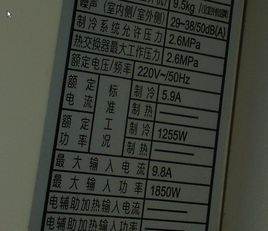 9.5kg
噪声(室内侧/室外侧) 29~38/50dB(A)
制冷系统允许压力 2.6MPa
热交换器最大工作压力 2.6MPa
额定电压/频率 220V~/50Hz
额定电流 标准 制冷 5.9A
制热 ——
额定功率 工况 制冷 1255W
制热 ——
最大输入电流 9.8A
最大输入功率 1850W
电辅助加热输入电流 ——
电辅助加热输入功率